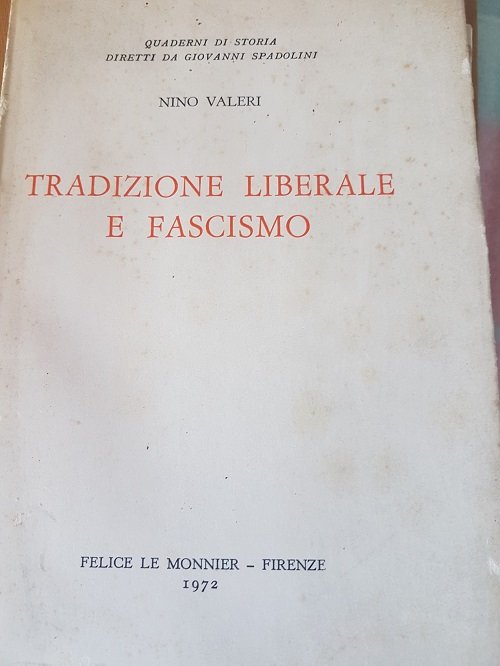 QUADERNI DI STORIA
DIRETTI DA GIOVANNI SPADOLINI
NINO VALERI
TRADIZIONE LIBERALE
E FASCISMO
FELICE LE MONNIER – FIRENZE
1972